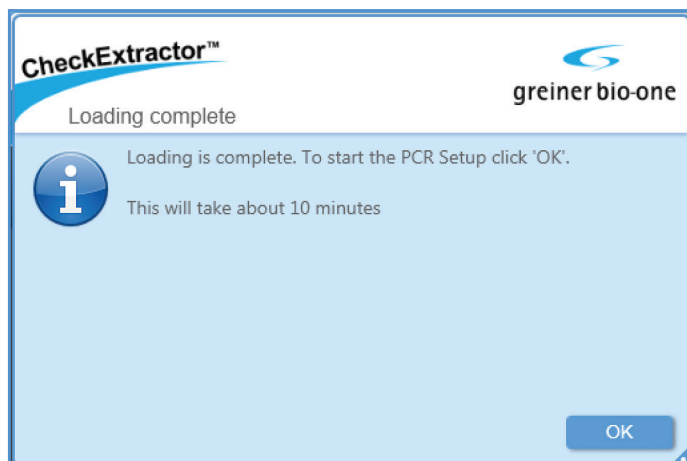 CheckExtractor™
greiner bio-one
Loading complete
Loading is complete. To start the PCR Setup click 'OK'.
This will take about 10 minutes
OK